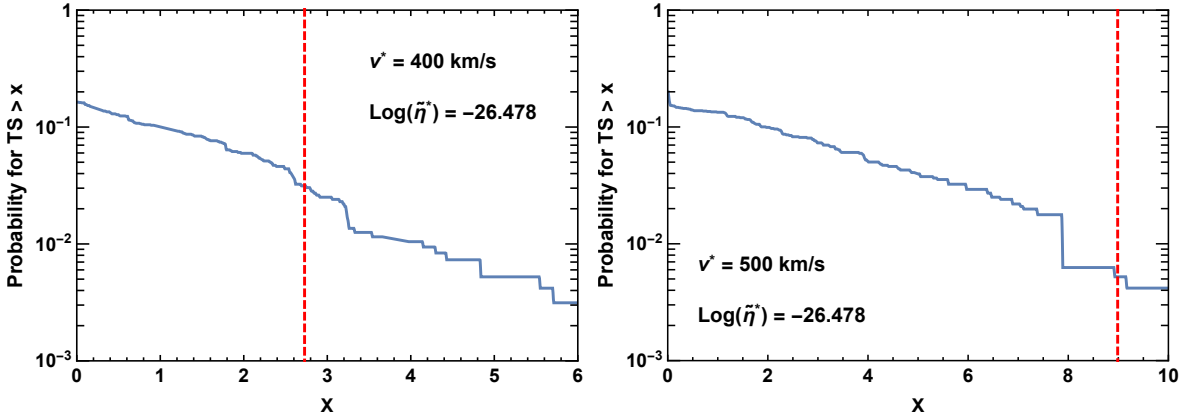 Probability for TS > x
1
10⁻¹
10⁻²
10⁻³
0 1 2 3 4 5 6
X
v* = 400 km/s
Log(η̃*) = −26.478
Probability for TS > x
1
10⁻¹
10⁻²
10⁻³
0 2 4 6 8 10
X
v* = 500 km/s
Log(η̃*) = −26.478